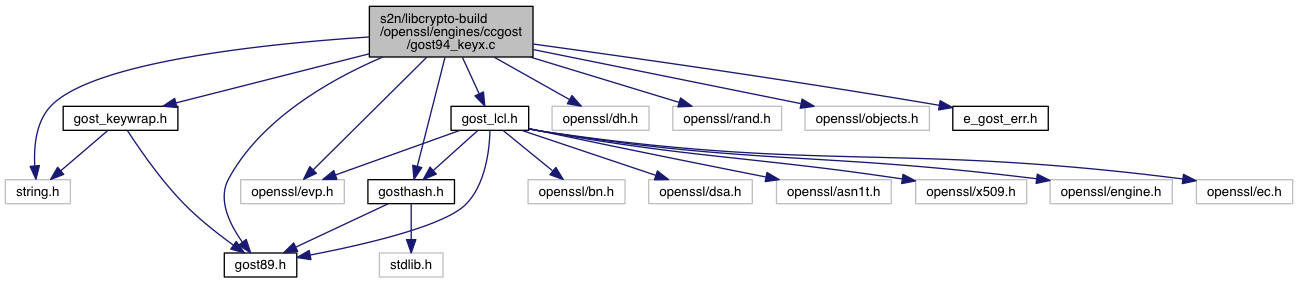 s2n/libcrypto-build
/openssl/engines/ccgost
/gost94_keyx.c
gost_keywrap.h
gost_lcl.h
openssl/dh.h
openssl/rand.h
openssl/objects.h
e_gost_err.h
string.h
openssl/evp.h
gosthash.h
openssl/bn.h
openssl/dsa.h
openssl/asn1t.h
openssl/x509.h
openssl/engine.h
openssl/ec.h
gost89.h
stdlib.h